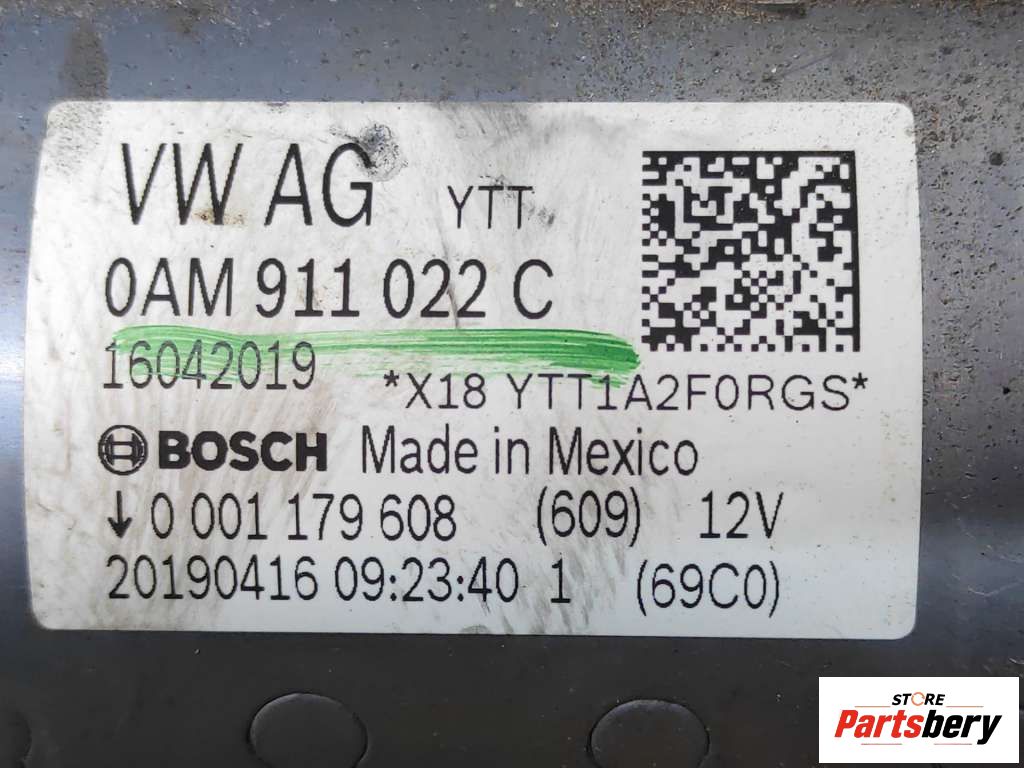 VW AG YTT
0AM 911 022 C
16042019
*X18 YTT1A2F0RGS*
BOSCH Made in Mexico
↓ 0 001 179 608 (609) 12V
20190416 09:23:40 1 (69C0)
STORE
Partsbery